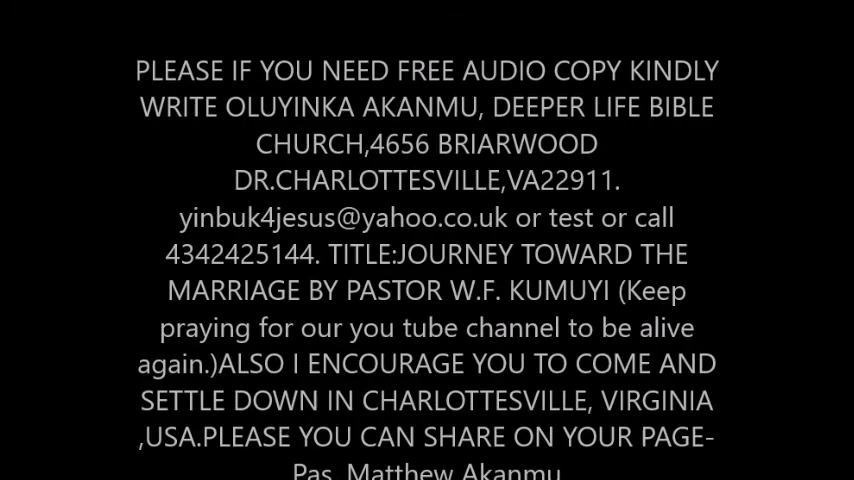 PLEASE IF YOU NEED FREE AUDIO COPY KINDLY
WRITE OLUYINKA AKANMU, DEEPER LIFE BIBLE
CHURCH,4656 BRIARWOOD
DR.CHARLOTTESVILLE,VA22911.
yinbuk4jesus@yahoo.co.uk or test or call
4342425144. TITLE:JOURNEY TOWARD THE
MARRIAGE BY PASTOR W.F. KUMUYI (Keep
praying for our you tube channel to be alive
again.)ALSO I ENCOURAGE YOU TO COME AND
SETTLE DOWN IN CHARLOTTESVILLE, VIRGINIA
,USA.PLEASE YOU CAN SHARE ON YOUR PAGE-
Pas. Matthew Akanmu